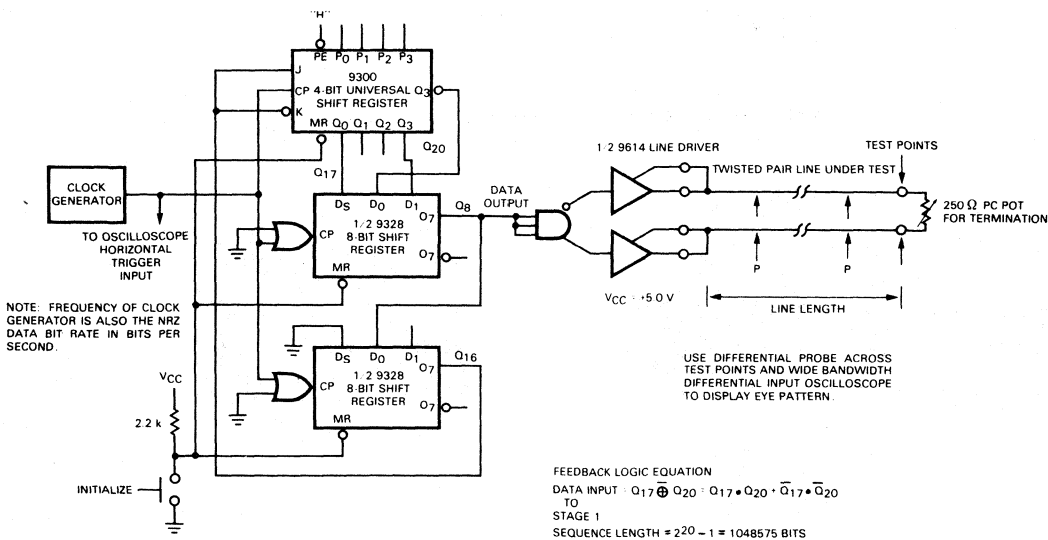 "H"
PE P0 P1 P2 P3
J
9300
CP 4-BIT UNIVERSAL Q3
SHIFT REGISTER
K
MR Q0 Q1 Q2 Q3
Q20
Q17
CLOCK
GENERATOR
TO OSCILLOSCOPE
HORIZONTAL
TRIGGER
INPUT
DS D0 D1
1/2 9328
8-BIT SHIFT
REGISTER
CP
O7
O7
MR
Q8
DATA
OUTPUT
1/2 9614 LINE DRIVER
TWISTED PAIR LINE UNDER TEST
TEST POINTS
250 Ω PC POT
FOR TERMINATION
P
P
VCC = +5.0 V
LINE LENGTH
NOTE: FREQUENCY OF CLOCK
GENERATOR IS ALSO THE NRZ
DATA BIT RATE IN BITS PER
SECOND.
DS D0 D1
1/2 9328
8-BIT SHIFT
REGISTER
CP
O7
O7
MR
Q16
VCC
2.2 k
INITIALIZE
USE DIFFERENTIAL PROBE ACROSS
TEST POINTS AND WIDE BANDWIDTH
DIFFERENTIAL INPUT OSCILLOSCOPE
TO DISPLAY EYE PATTERN.
FEEDBACK LOGIC EQUATION
DATA INPUT = Q17 ⊕̅ Q20 = Q17 • Q20 + Q̅17 • Q̅20
TO
STAGE 1
SEQUENCE LENGTH = 2²⁰ – 1 = 1048575 BITS